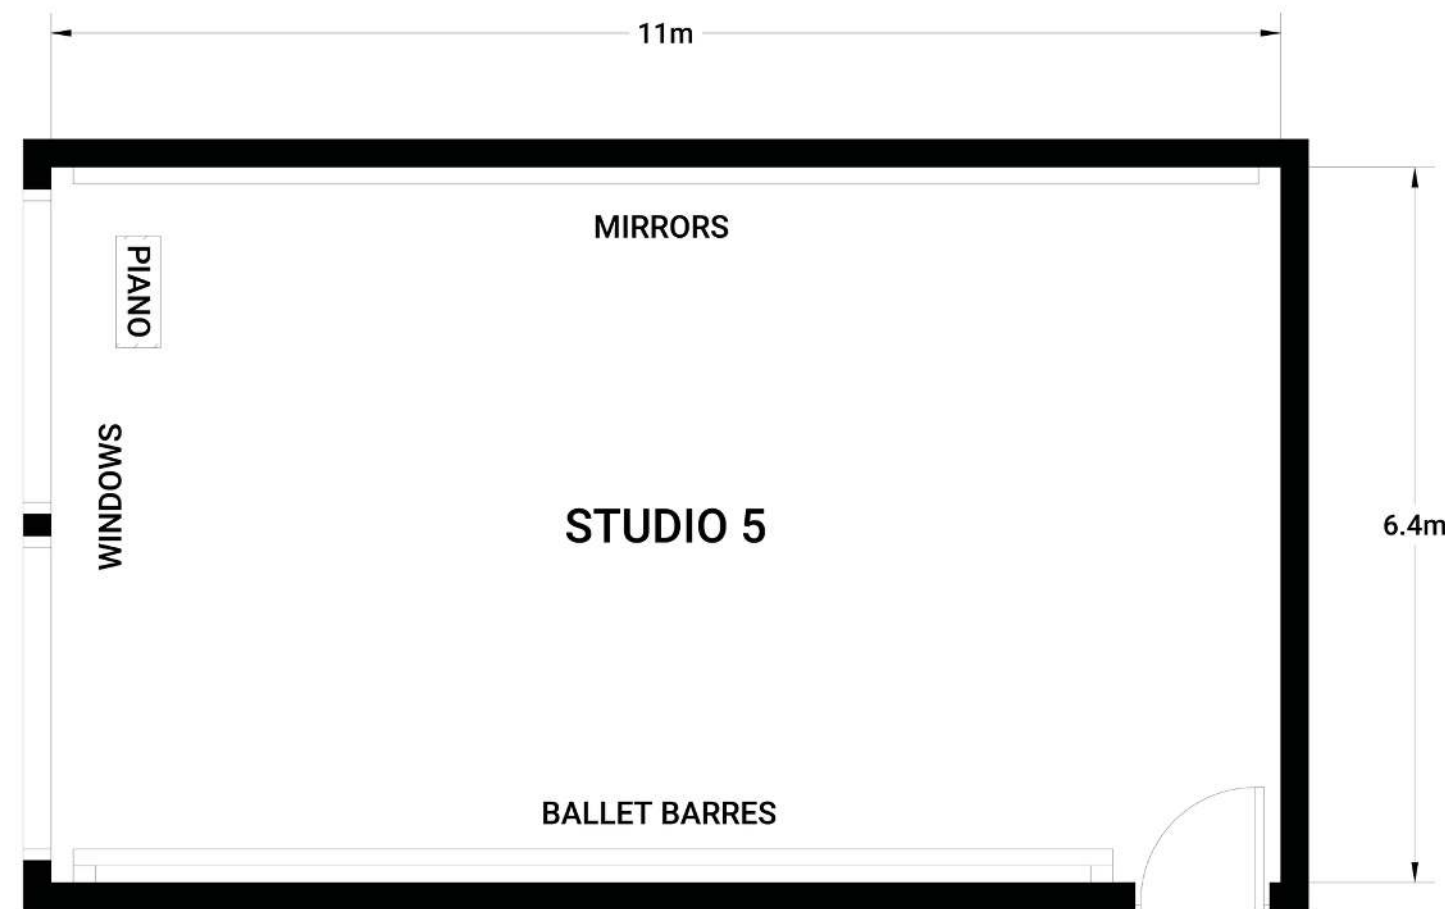 11m
MIRRORS
PIANO
WINDOWS
STUDIO 5
6.4m
BALLET BARRES